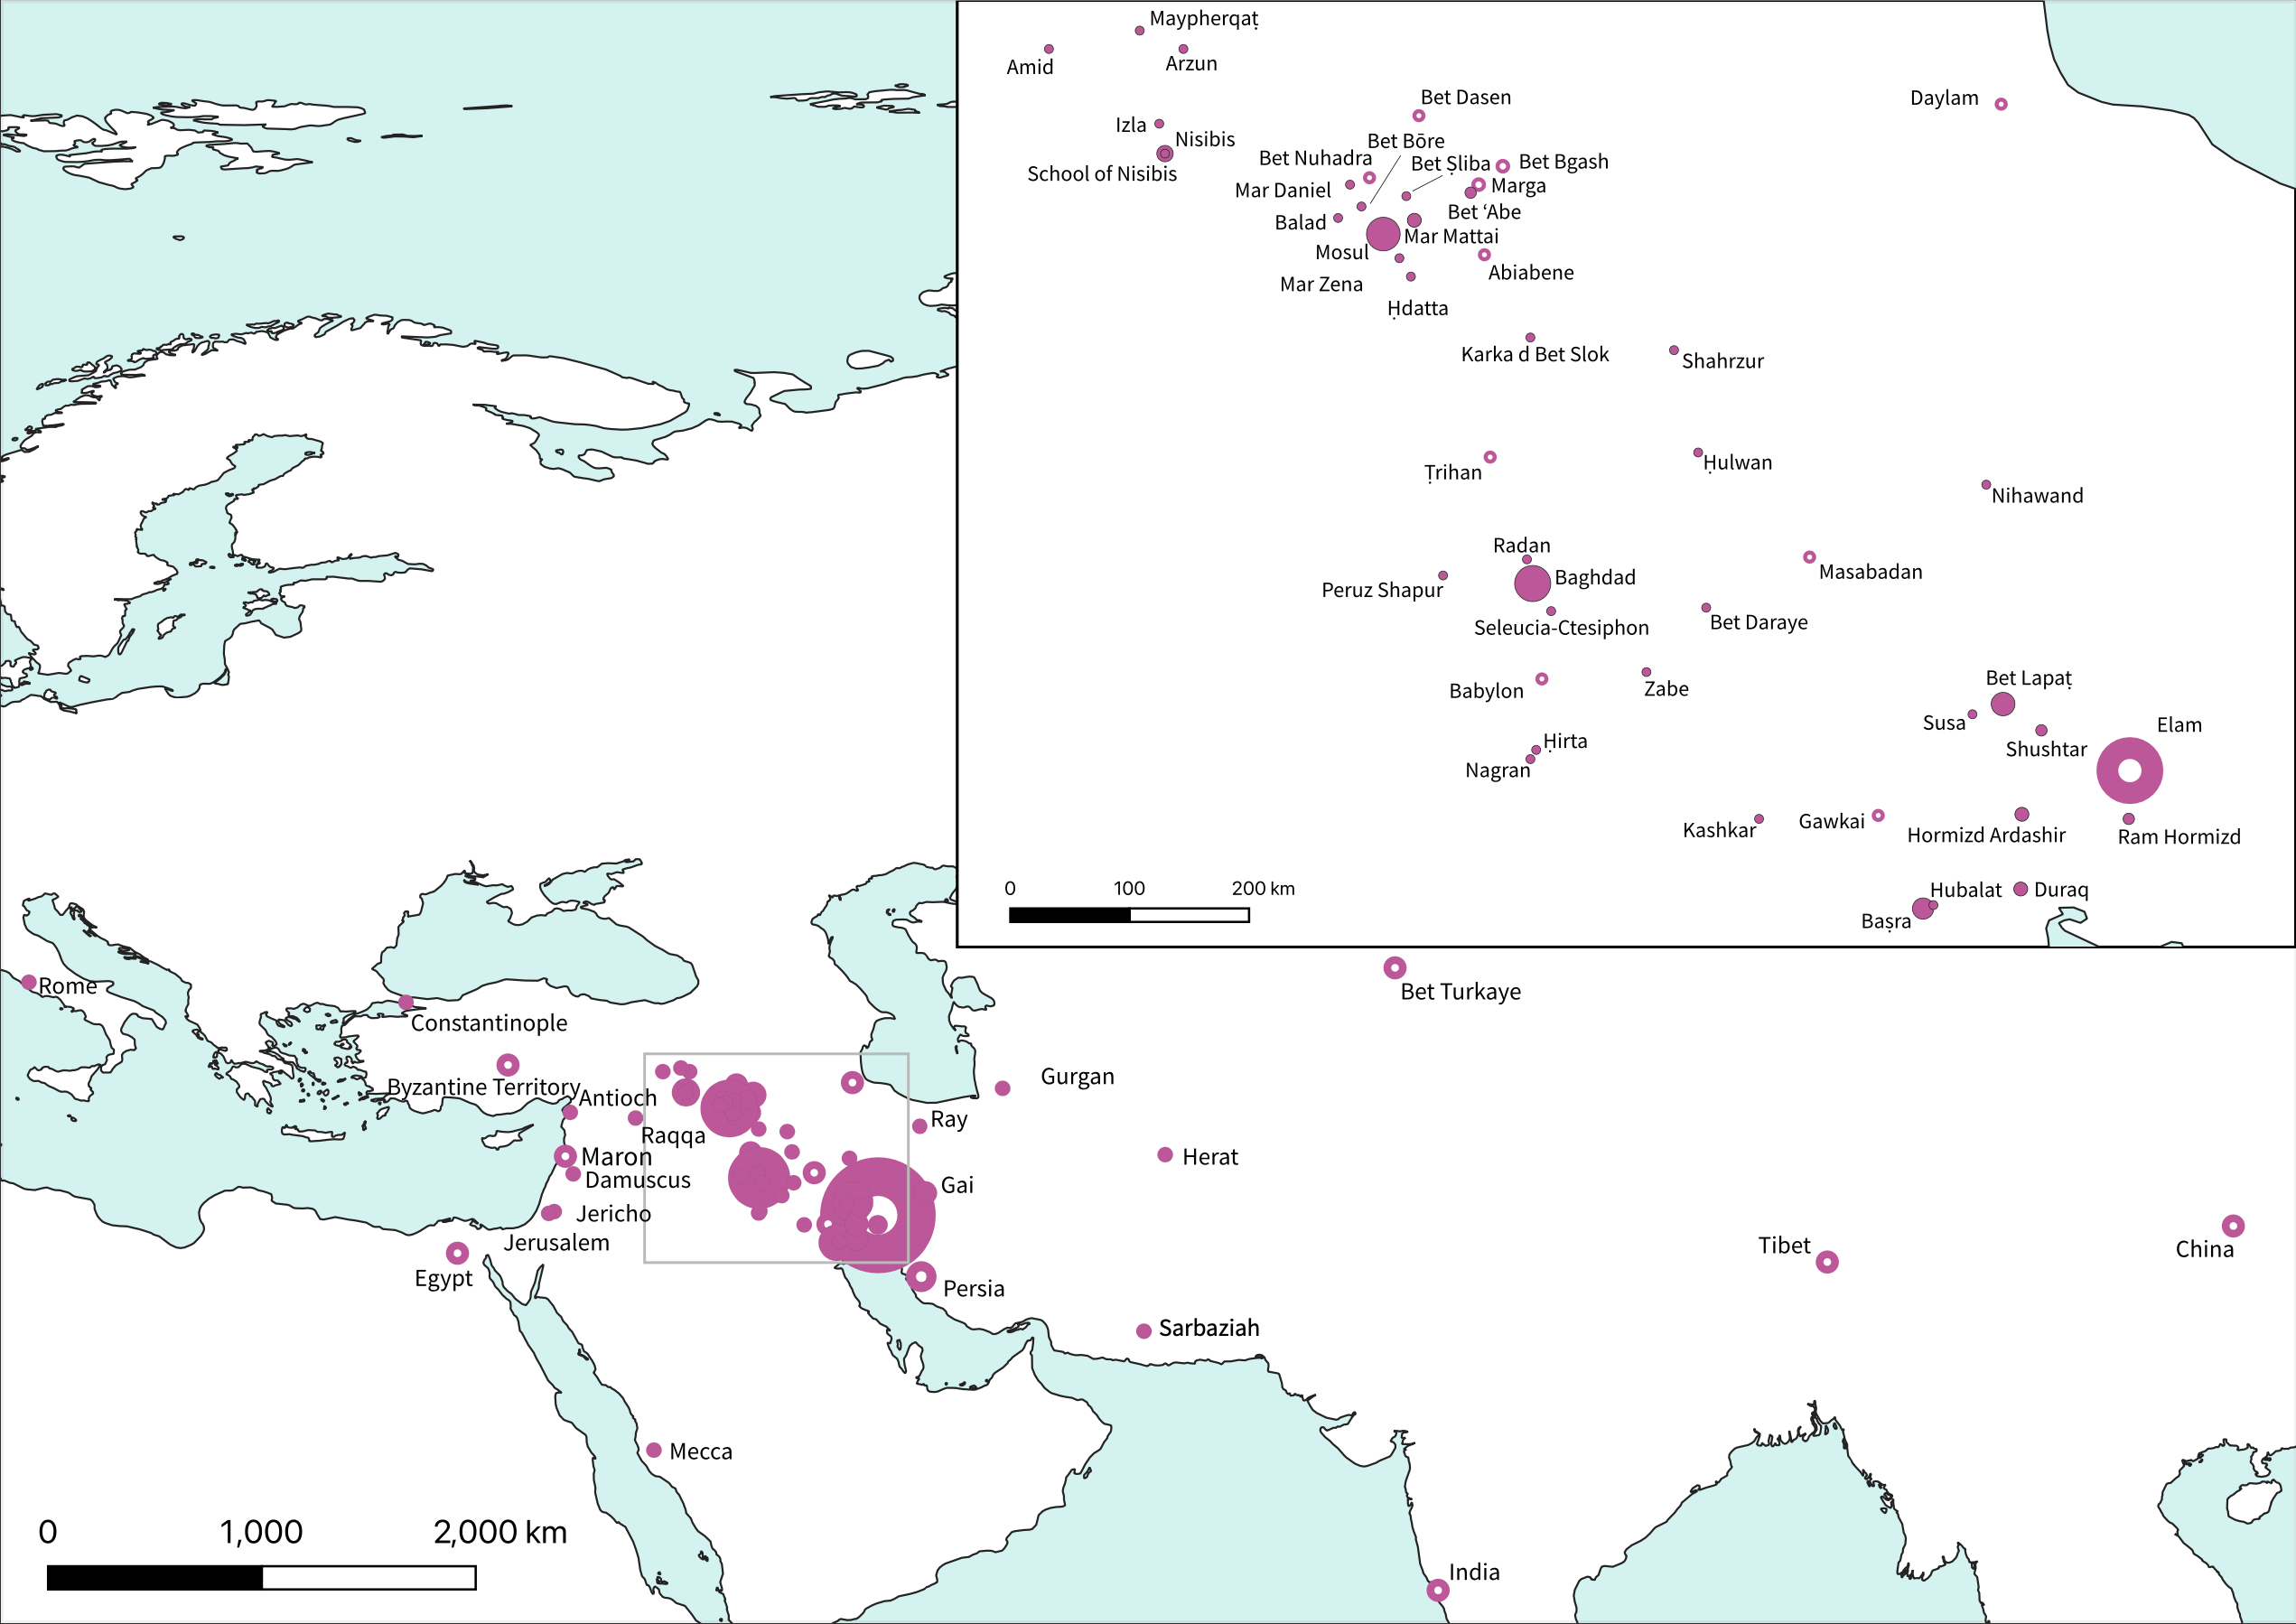 Maypherqaṭ
Amid
Arzun
Bet Dasen
Daylam
Izla
Nisibis
Bet Bōre
School of Nisibis
Bet Nuhadra
Bet Ṣliba
Bet Bgash
Mar Daniel
Marga
Balad
Bet ‘Abe
Mosul
Mar Mattai
Mar Zena
Abiabene
Ḥdatta
Karka d Bet Slok
Shahrzur
Ṭrihan
Ḥulwan
Nihawand
Radan
Baghdad
Masabadan
Peruz Shapur
Seleucia-Ctesiphon
Bet Daraye
Babylon
Zabe
Bet Lapaṭ
Susa
Elam
Shushtar
Ḥirta
Nagran
Kashkar
Gawkai
Hormizd Ardashir
Ram Hormizd
0 100 200 km
Hubalat
Duraq
Baṣra
Rome
Bet Turkaye
Constantinople
Byzantine Territory
Antioch
Gurgan
Raqqa
Ray
Maron
Herat
Damuscus
Gai
Jericho
Jerusalem
Tibet
China
Egypt
Persia
Sarbaziah
Mecca
0 1,000 2,000 km
India